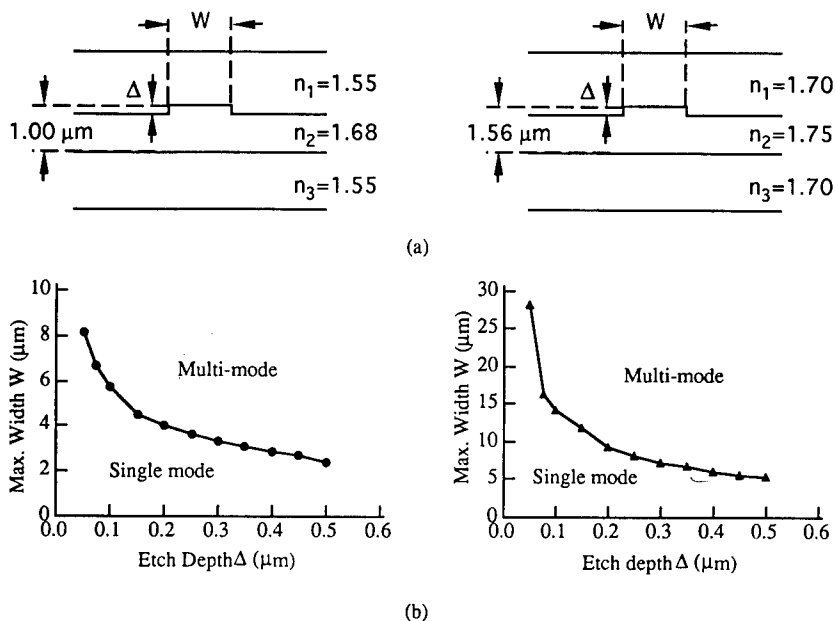 W
Δ
1.00 μm
n1=1.55
n2=1.68
n3=1.55
W
Δ
1.56 μm
n1=1.70
n2=1.75
n3=1.70
(a)
Max. Width W (μm)
10
8
6
4
2
0
Multi-mode
Single mode
0.0 0.1 0.2 0.3 0.4 0.5 0.6
Etch Depth Δ (μm)
Max. Width W (μm)
30
25
20
15
10
5
0
Multi-mode
Single mode
0.0 0.1 0.2 0.3 0.4 0.5 0.6
Etch depth Δ (μm)
(b)